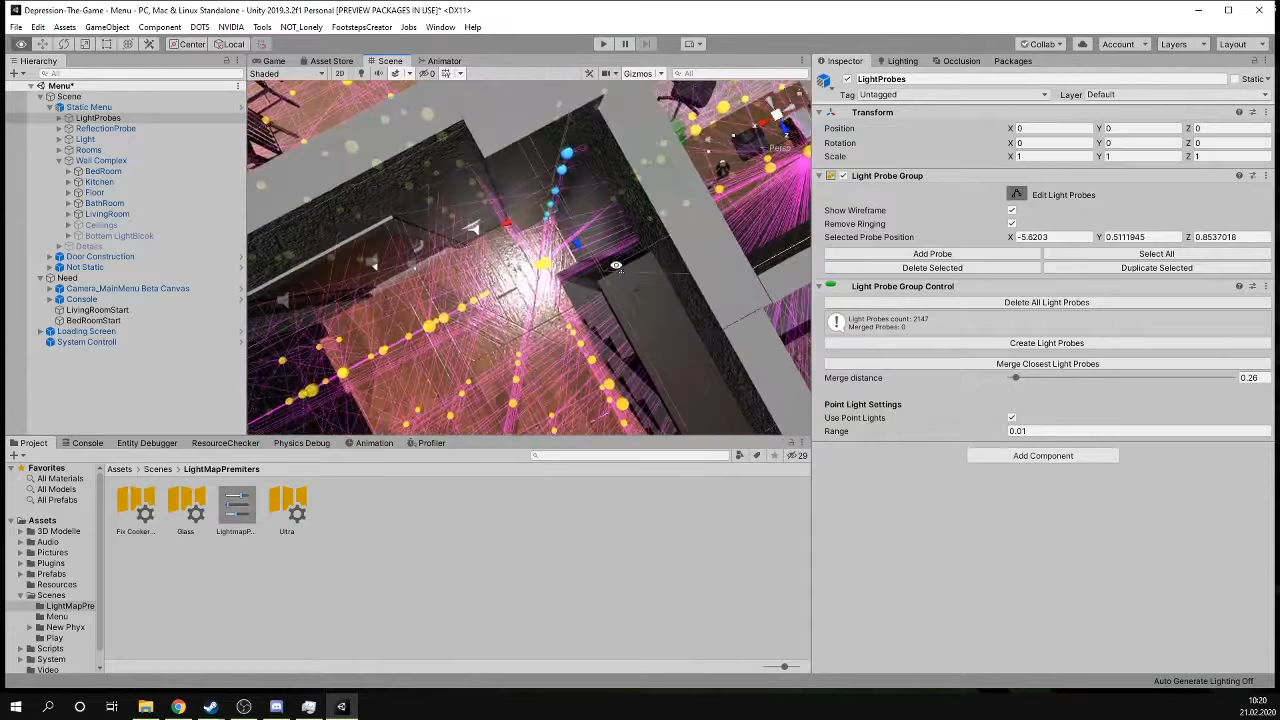 Depression-The-Game - Menu - PC, Mac & Linux Standalone - Unity 2019.3.2f1 Personal [PREVIEW PACKAGES IN USE]* <DX11>
File Edit Assets GameObject Component DOTS NVIDIA Tools NOT_Lonely FootstepsCreator Jobs Window Help
Center Local Collab Account Layers Layout
Hierarchy Game Asset Store Scene Animator Inspector Lighting Occlusion Packages
All Shaded 2D 0 Gizmos All
LightProbes Static
Tag Untagged Layer Default
Menu*
Scene
Static Menu
LightProbes
ReflectionProbe
Light
Rooms
Wall Complex
BedRoom
Kitchen
Floor
BathRoom
LivingRoom
Ceilings
Bottem LightBlcok
Details
Door Construction
Not Static
Need
Camera_MainMenu Beta Canvas
Console
LivingRoomStart
BedRoomStart
Loading Screen
System Controll
Persp
Transform
Position X 0 Y 0 Z 0
Rotation X 0 Y 0 Z 0
Scale X 1 Y 1 Z 1
Light Probe Group
Edit Light Probes
Show Wireframe
Remove Ringing
Selected Probe Position X -5.6203 Y 0.5111945 Z 0.8537018
Add Probe Select All
Delete Selected Duplicate Selected
Light Probe Group Control
Delete All Light Probes
Light Probes count: 2147
Merged Probes: 0
Create Light Probes
Merge Closest Light Probes
Merge distance 0.26
Point Light Settings
Use Point Lights
Range 0.01
Add Component
Project Console Entity Debugger ResourceChecker Physics Debug Animation Profiler
29
Favorites
All Materials
All Models
All Prefabs
Assets
3D Modelle
Audio
Pictures
Plugins
Prefabs
Resources
Scenes
LightMapPre
Menu
New Phyx
Play
Scripts
System
Video
Assets Scenes LightMapPremiters
Fix Cooker... Glass LightmapP... Ultra
Auto Generate Lighting Off
10:20
21.02.2020